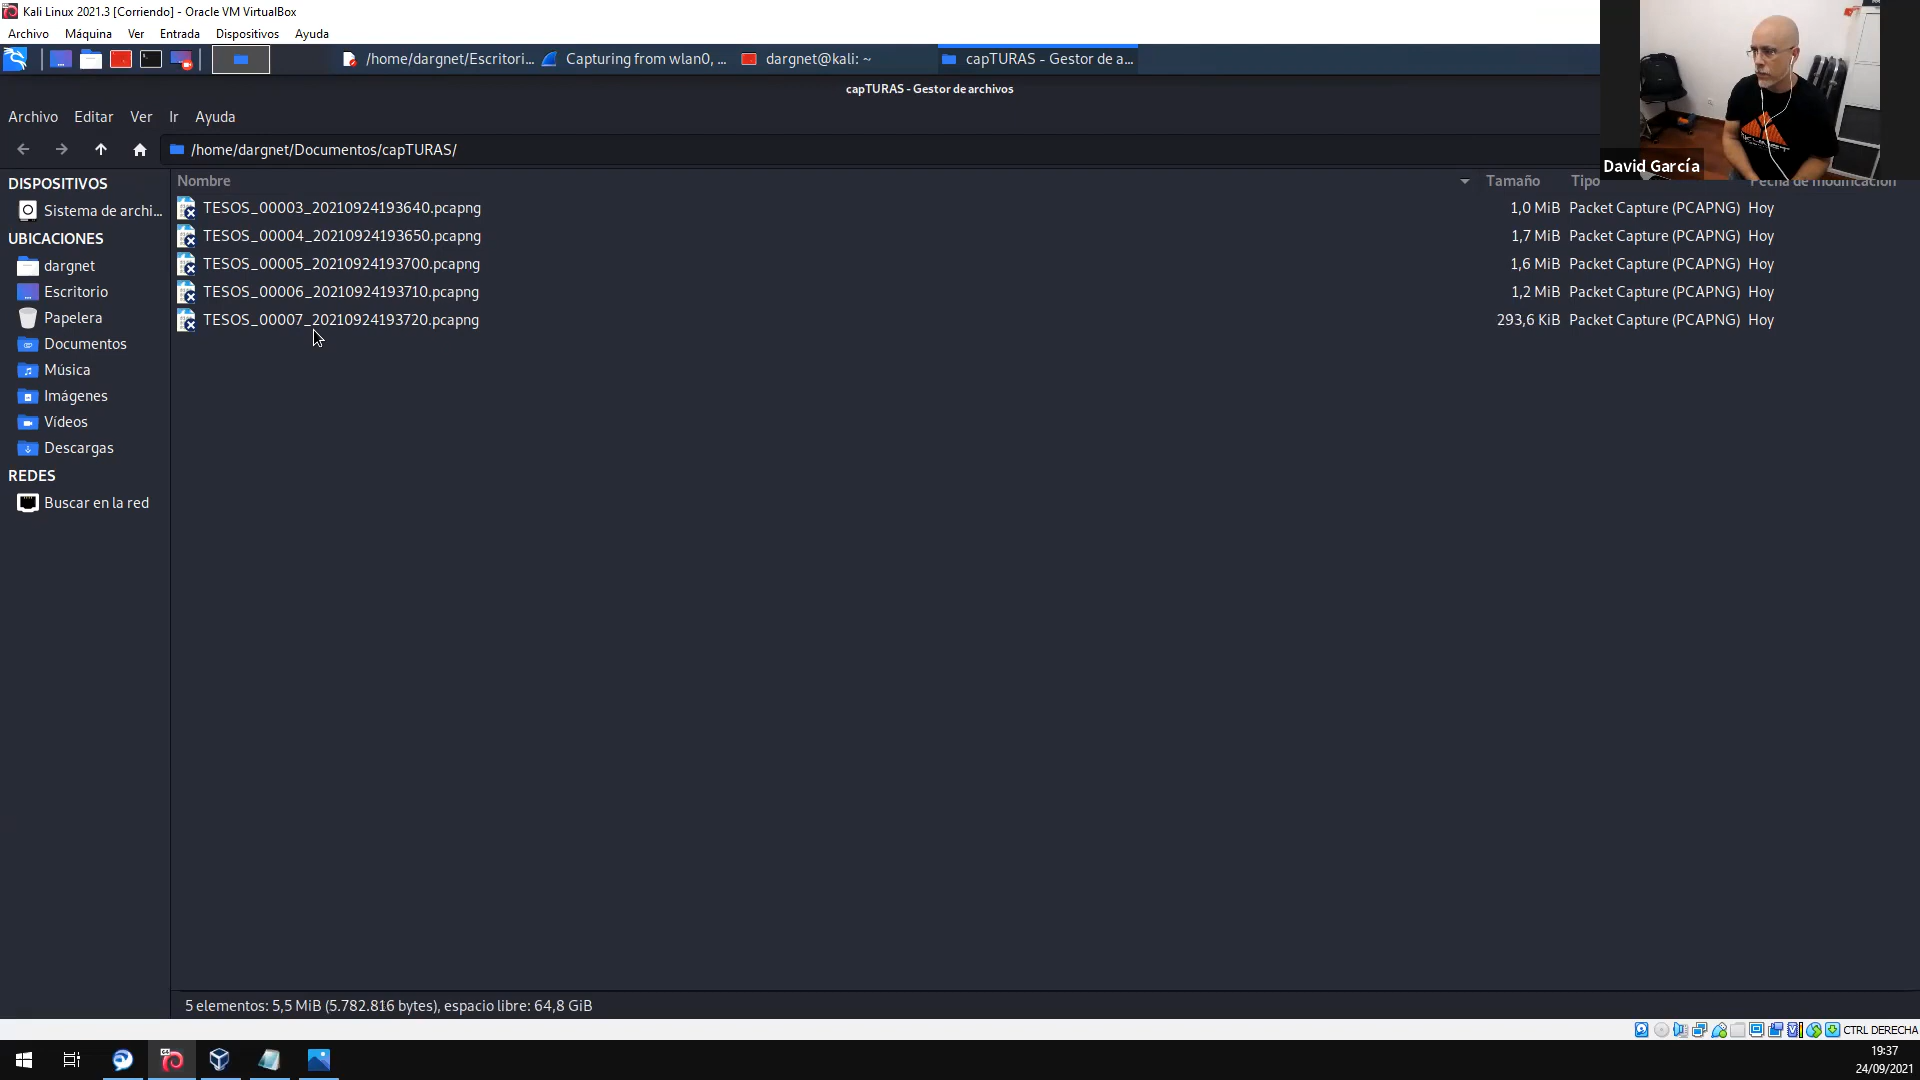 Kali Linux 2021.3 [Corriendo] - Oracle VM VirtualBox
Archivo Máquina Ver Entrada Dispositivos Ayuda
/home/dargnet/Escritori... Capturing from wlan0, ... dargnet@kali: ~ capTURAS - Gestor de a...
capTURAS - Gestor de archivos
Archivo Editar Ver Ir Ayuda
/home/dargnet/Documentos/capTURAS/
David García
DISPOSITIVOS
Sistema de archi...
UBICACIONES
dargnet
Escritorio
Papelera
Documentos
Música
Imágenes
Vídeos
Descargas
REDES
Buscar en la red
Nombre Tamaño Tipo Fecha de modificación
TESOS_00003_20210924193640.pcapng 1,0 MiB Packet Capture (PCAPNG) Hoy
TESOS_00004_20210924193650.pcapng 1,7 MiB Packet Capture (PCAPNG) Hoy
TESOS_00005_20210924193700.pcapng 1,6 MiB Packet Capture (PCAPNG) Hoy
TESOS_00006_20210924193710.pcapng 1,2 MiB Packet Capture (PCAPNG) Hoy
TESOS_00007_20210924193720.pcapng 293,6 KiB Packet Capture (PCAPNG) Hoy
5 elementos: 5,5 MiB (5.782.816 bytes), espacio libre: 64,8 GiB
CTRL DERECHA
19:37
24/09/2021